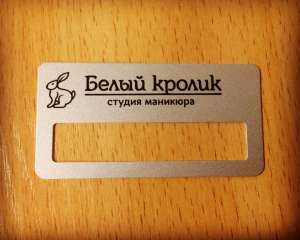 Белый кролик
студия маникюра